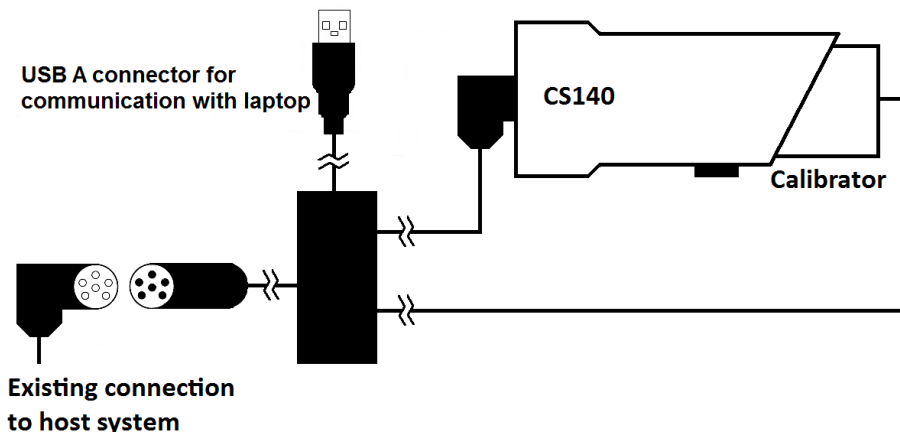 USB A connector for
communication with laptop
CS140
Calibrator
Existing connection
to host system